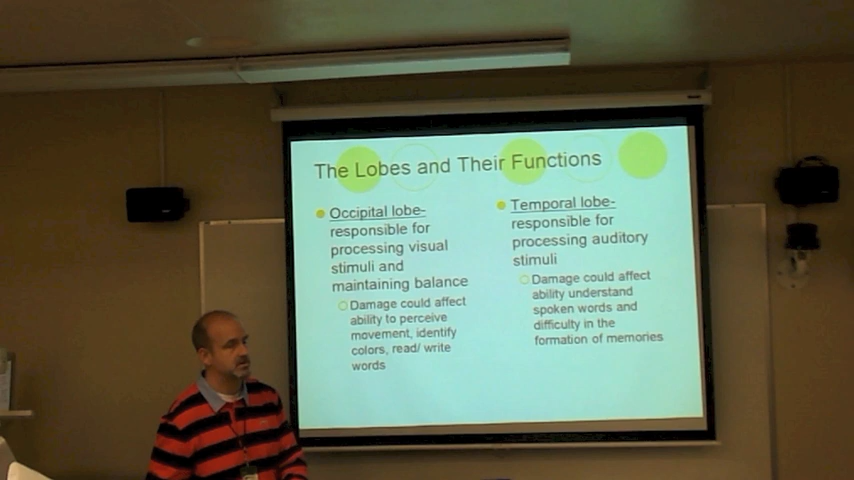 The Lobes and Their Functions
Occipital lobe-
responsible for
processing visual
stimuli and
maintaining balance
Damage could affect
ability to perceive
movement, identify
colors, read/ write
words
Temporal lobe-
responsible for
processing auditory
stimuli
Damage could affect
ability understand
spoken words and
difficulty in the
formation of memories